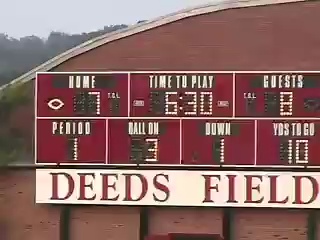 HOME TIME TO PLAY GUESTS
7 T.O.L. 6:30 T.O.L. 3
PERIOD BALL ON DOWN YDS TO GO
1 3 1 10
DEEDS FIELD